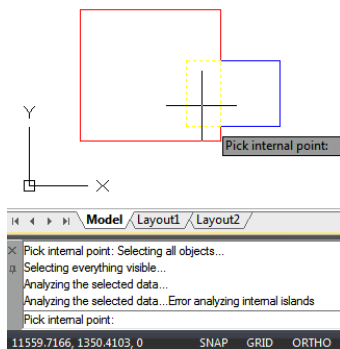 Pick internal point:
Y
X
Model Layout1 Layout2
Pick internal point: Selecting all objects...
Selecting everything visible...
Analyzing the selected data...
Analyzing the selected data...Error analyzing internal islands
Pick internal point:
11559.7166, 1350.4103, 0 SNAP GRID ORTHO